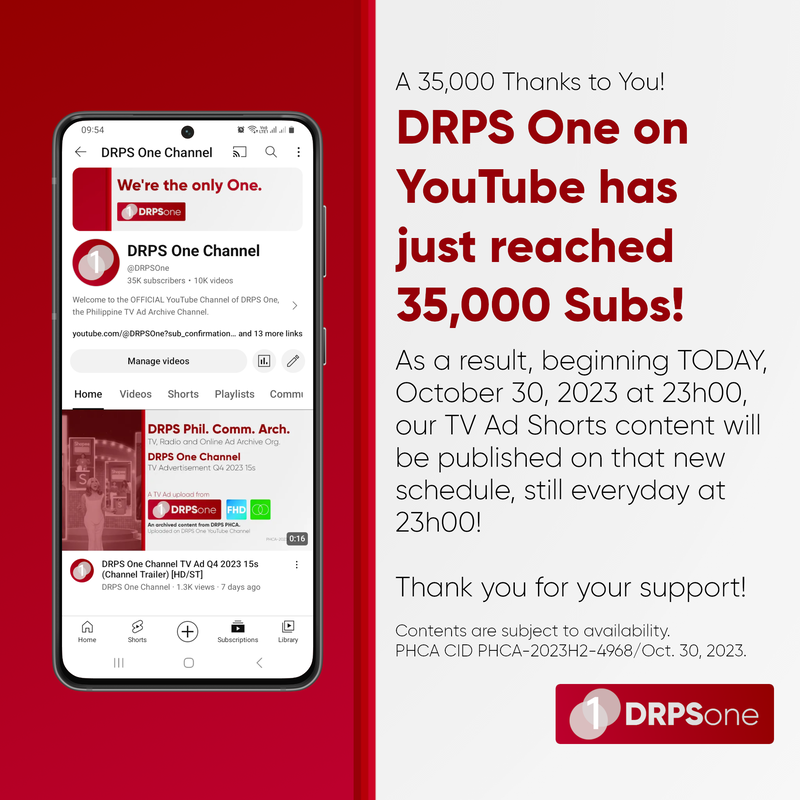 09:54
DRPS One Channel
We're the only One.
1 DRPSone
1
DRPS One Channel
@DRPSOne
35K subscribers • 10K videos
Welcome to the OFFICIAL YouTube Channel of DRPS One,
the Philippine TV Ad Archive Channel.
youtube.com/@DRPSOne?sub_confirmation... and 13 more links
Manage videos
Home Videos Shorts Playlists Commu
DRPS Phil. Comm. Arch.
TV, Radio and Online Ad Archive Org.
DRPS One Channel
TV Advertisement Q4 2023 15s
A TV Ad upload from
1 DRPSone FHD
An archived content from DRPS PHCA.
Uploaded on DRPS One YouTube Channel
0:16
DRPS One Channel TV Ad Q4 2023 15s
(Channel Trailer) [HD/ST]
DRPS One Channel · 1.3K views · 7 days ago
Home Shorts Subscriptions Library
A 35,000 Thanks to You!
DRPS One on
YouTube has
just reached
35,000 Subs!
As a result, beginning TODAY,
October 30, 2023 at 23h00,
our TV Ad Shorts content will
be published on that new
schedule, still everyday at
23h00!
Thank you for your support!
Contents are subject to availability.
PHCA CID PHCA-2023H2-4968/Oct. 30, 2023.
1 DRPSone